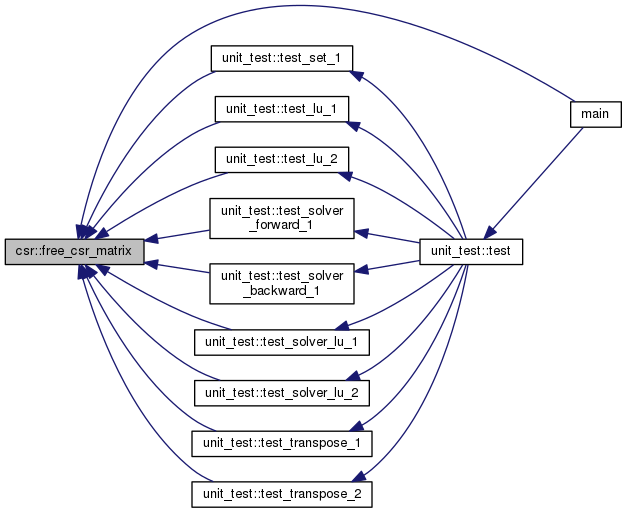 unit_test::test_set_1
main
unit_test::test_lu_1
unit_test::test_lu_2
unit_test::test_solver
_forward_1
csr::free_csr_matrix
unit_test::test
unit_test::test_solver
_backward_1
unit_test::test_solver_lu_1
unit_test::test_solver_lu_2
unit_test::test_transpose_1
unit_test::test_transpose_2